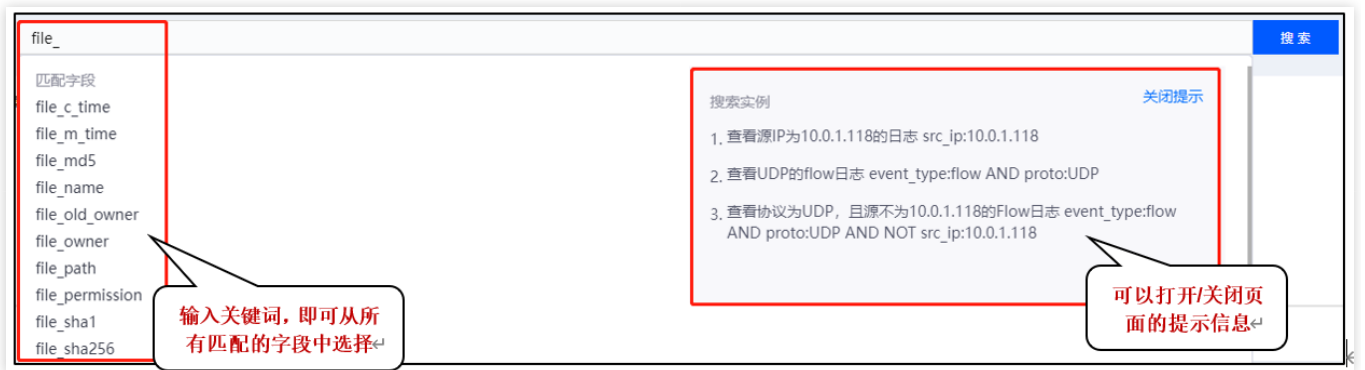 file_
搜 索
匹配字段
file_c_time
file_m_time
file_md5
file_name
file_old_owner
file_owner
file_path
file_permission
file_sha1
file_sha256
输入关键词，即可从所
有匹配的字段中选择↵
搜索实例
关闭提示
1. 查看源IP为10.0.1.118的日志 src_ip:10.0.1.118
2. 查看UDP的flow日志 event_type:flow AND proto:UDP
3. 查看协议为UDP，且源不为10.0.1.118的Flow日志 event_type:flow
AND proto:UDP AND NOT src_ip:10.0.1.118
可以打开/关闭页
面的提示信息↵